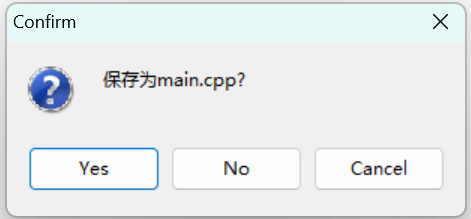 Confirm
保存为main.cpp?
Yes
No
Cancel